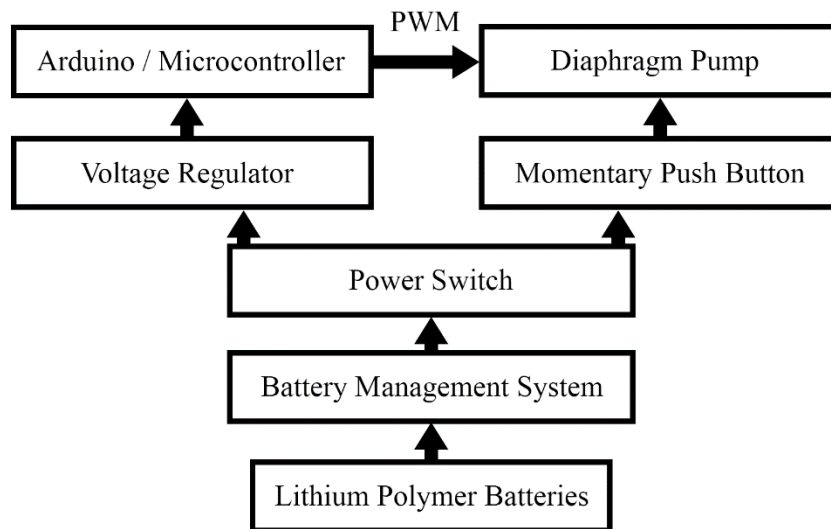 PWM
Arduino / Microcontroller
Diaphragm Pump
Voltage Regulator
Momentary Push Button
Power Switch
Battery Management System
Lithium Polymer Batteries